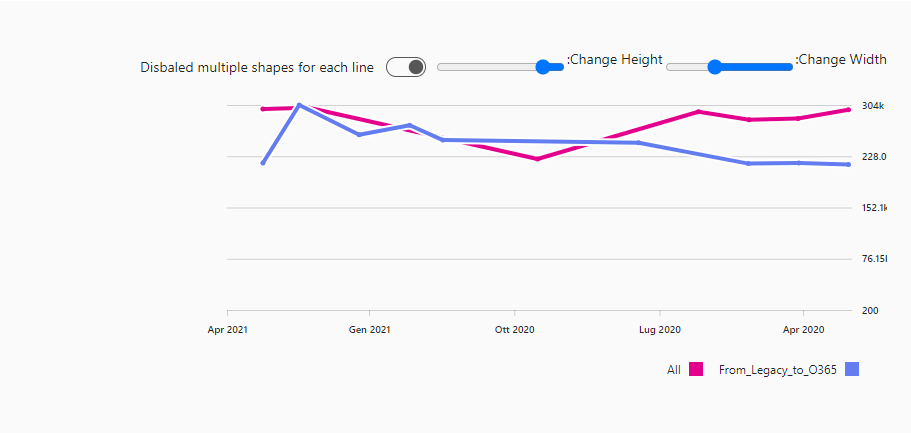 Disbaled multiple shapes for each line
:Change Height
:Change Width
304k
228.0
152.1k
76.15
200
Apr 2021
Gen 2021
Ott 2020
Lug 2020
Apr 2020
All
From_Legacy_to_O365